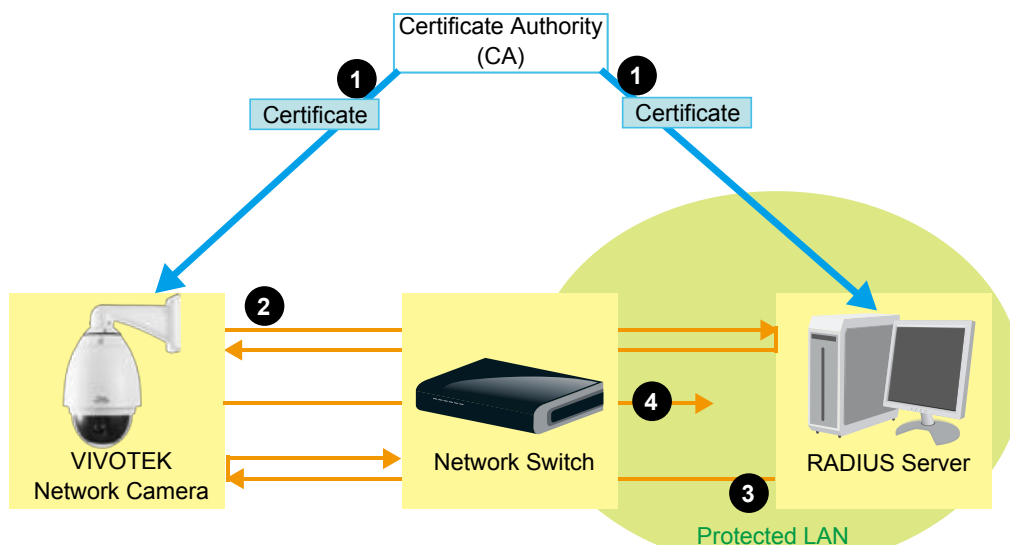 Certificate Authority
(CA)
1
1
Certificate
Certificate
2
4
VIVOTEK
Network Camera
Network Switch
RADIUS Server
3
Protected LAN